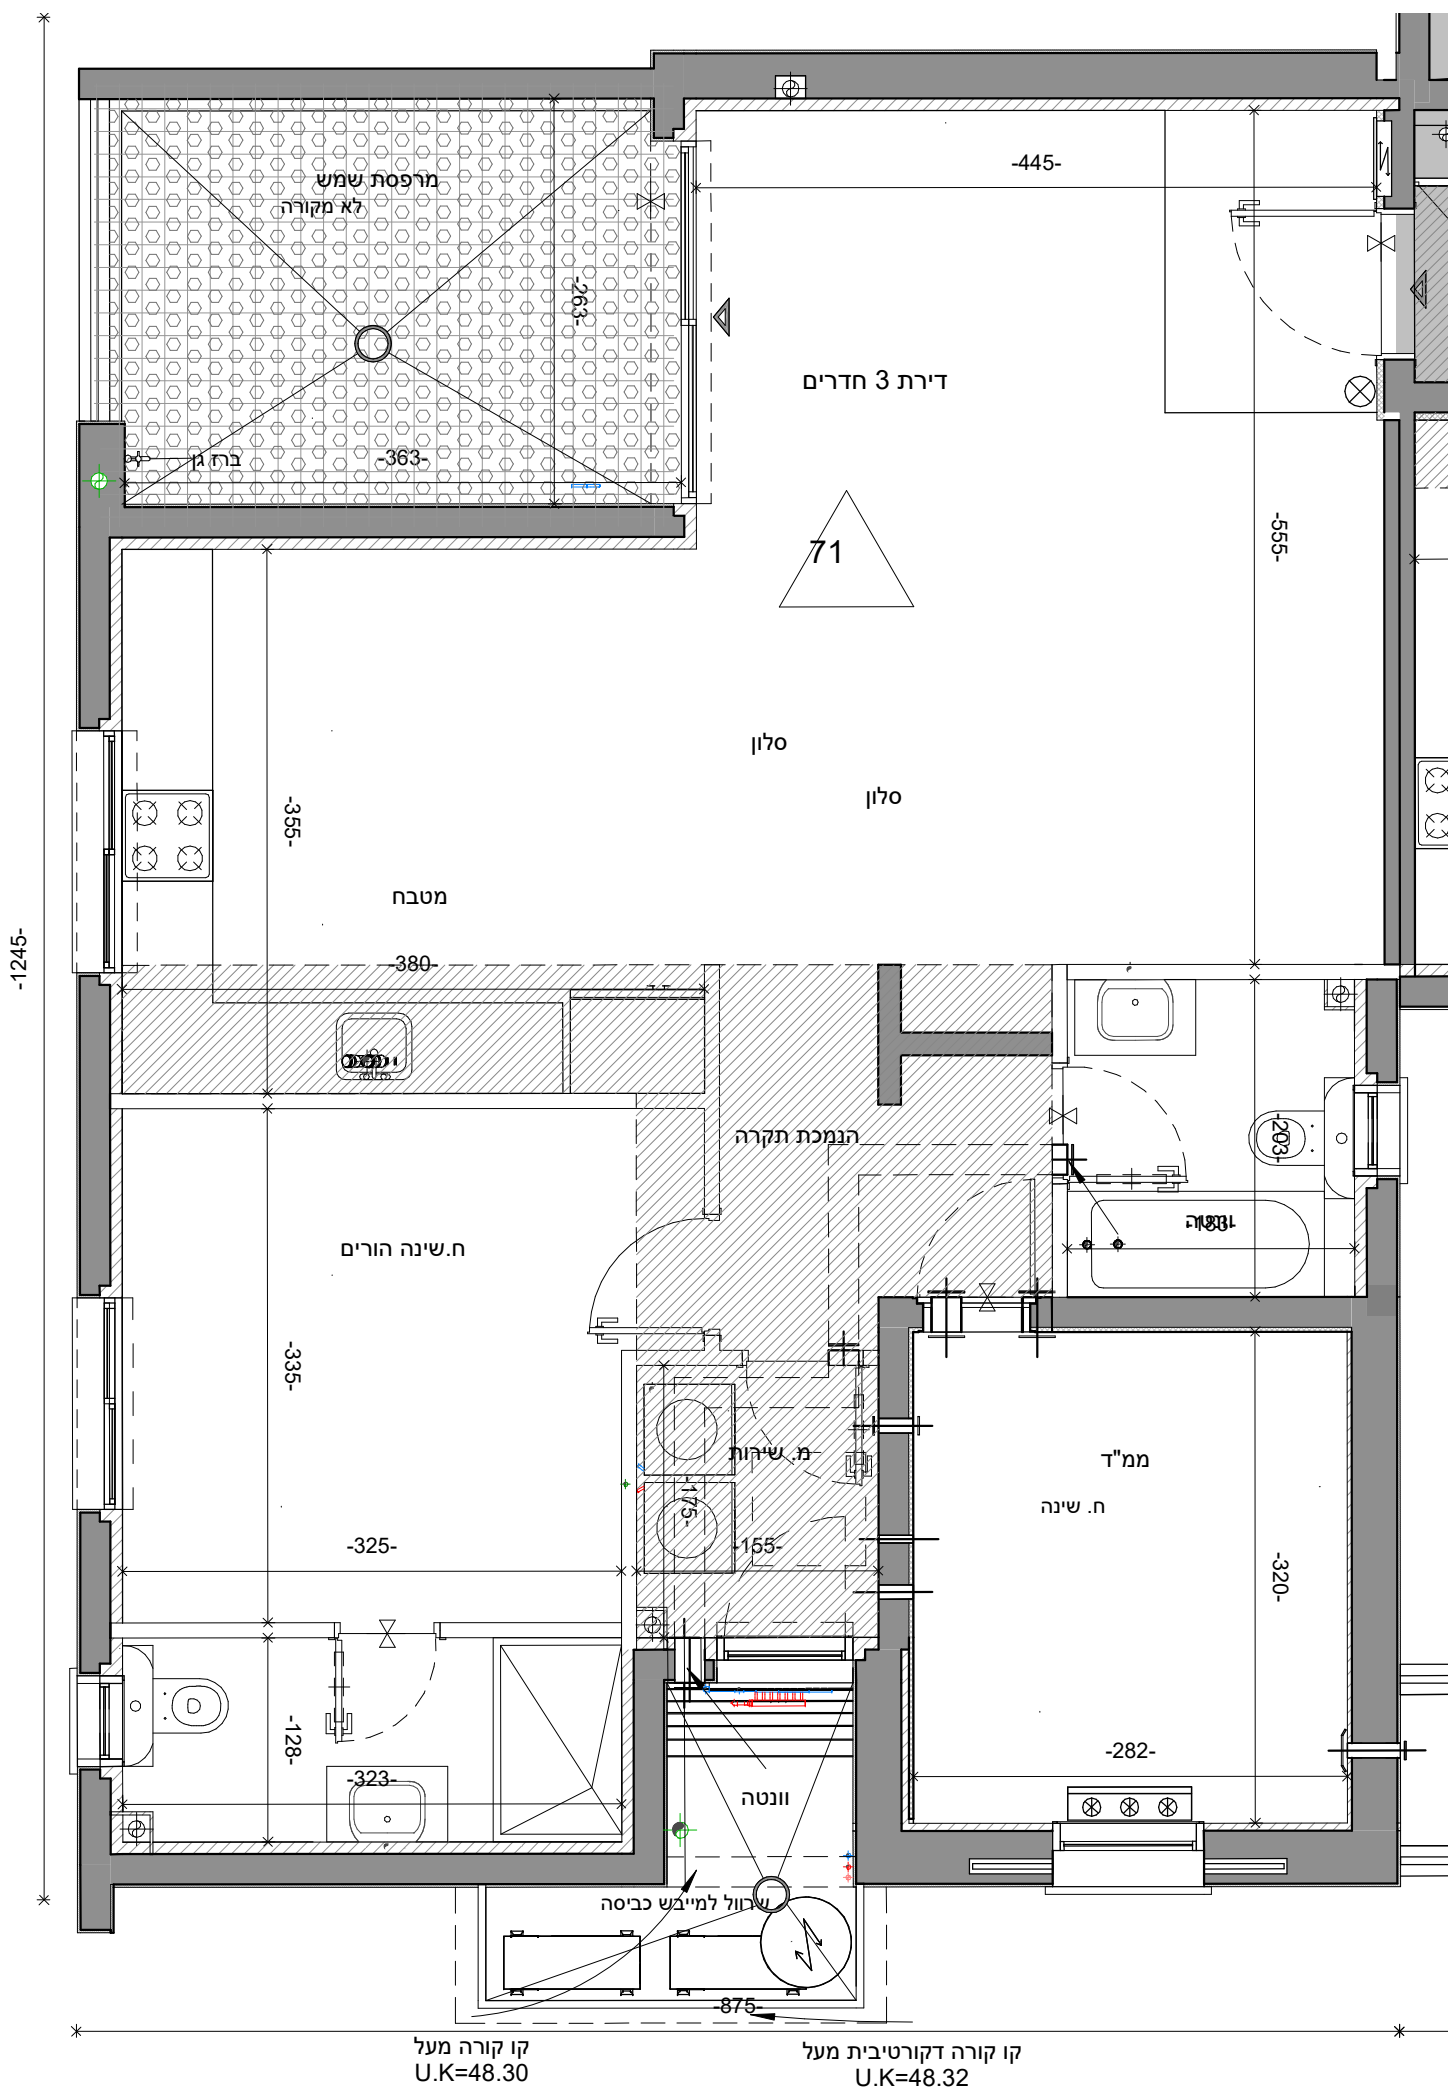 -445-
מרפסת שמש
לא מקורה
-263-
דירת 3 חדרים
ברז גן
-363-
71
-555-
סלון
סלון
-355-
מטבח
-1245-
-380-
הנמכת תקרה
-203-
וונטה
-183-
ח.שינה הורים
-335-
מ. שירות
ממ"ד
-175-
ח. שינה
-325-
-155-
-320-
-128-
-282-
-323-
וונטה
שרוול למייבש כביסה
-875-
קו קורה מעל
U.K=48.30
קו קורה דקורטיבית מעל
U.K=48.32